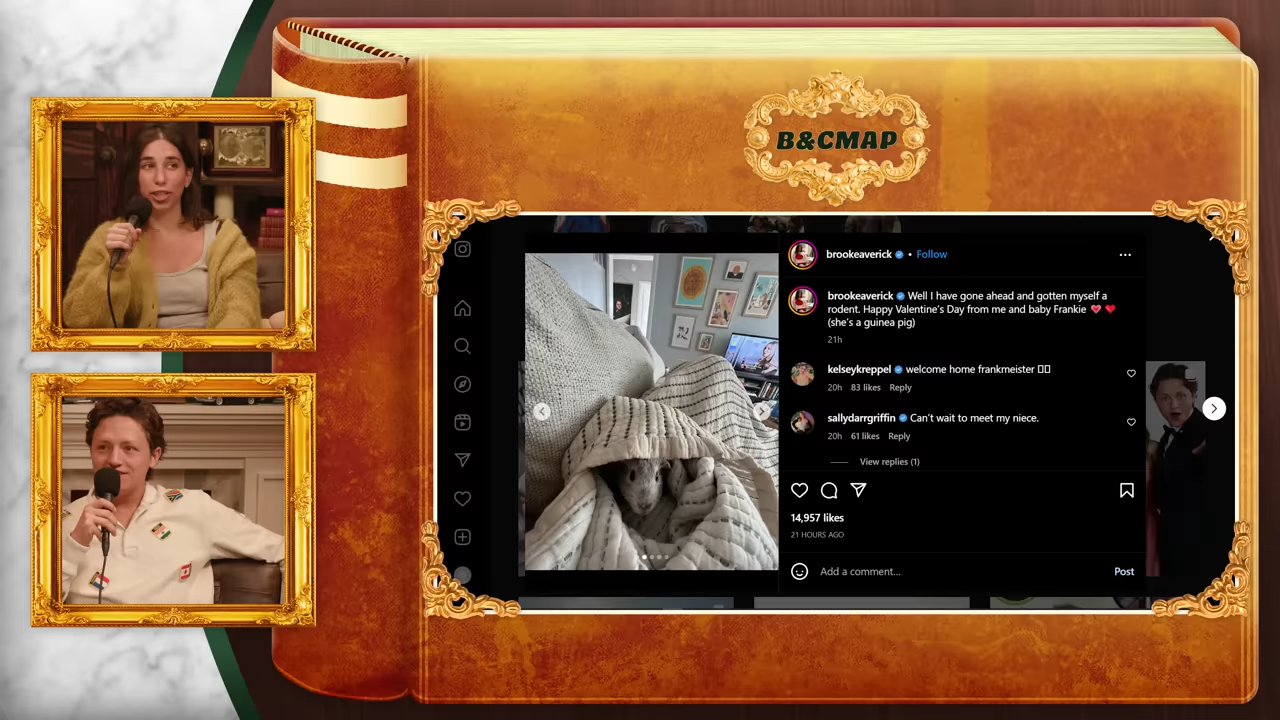 B&CMAP
brookeaverick • Follow
brookeaverick Well I have gone ahead and gotten myself a
rodent. Happy Valentine's Day from me and baby Frankie 💗 ❤️
(she's a guinea pig)
21h
kelseykreppel welcome home frankmeister ▯▯
20h 83 likes Reply
sallydarrgriffin Can't wait to meet my niece.
20h 61 likes Reply
View replies (1)
14,957 likes
21 HOURS AGO
Add a comment... Post